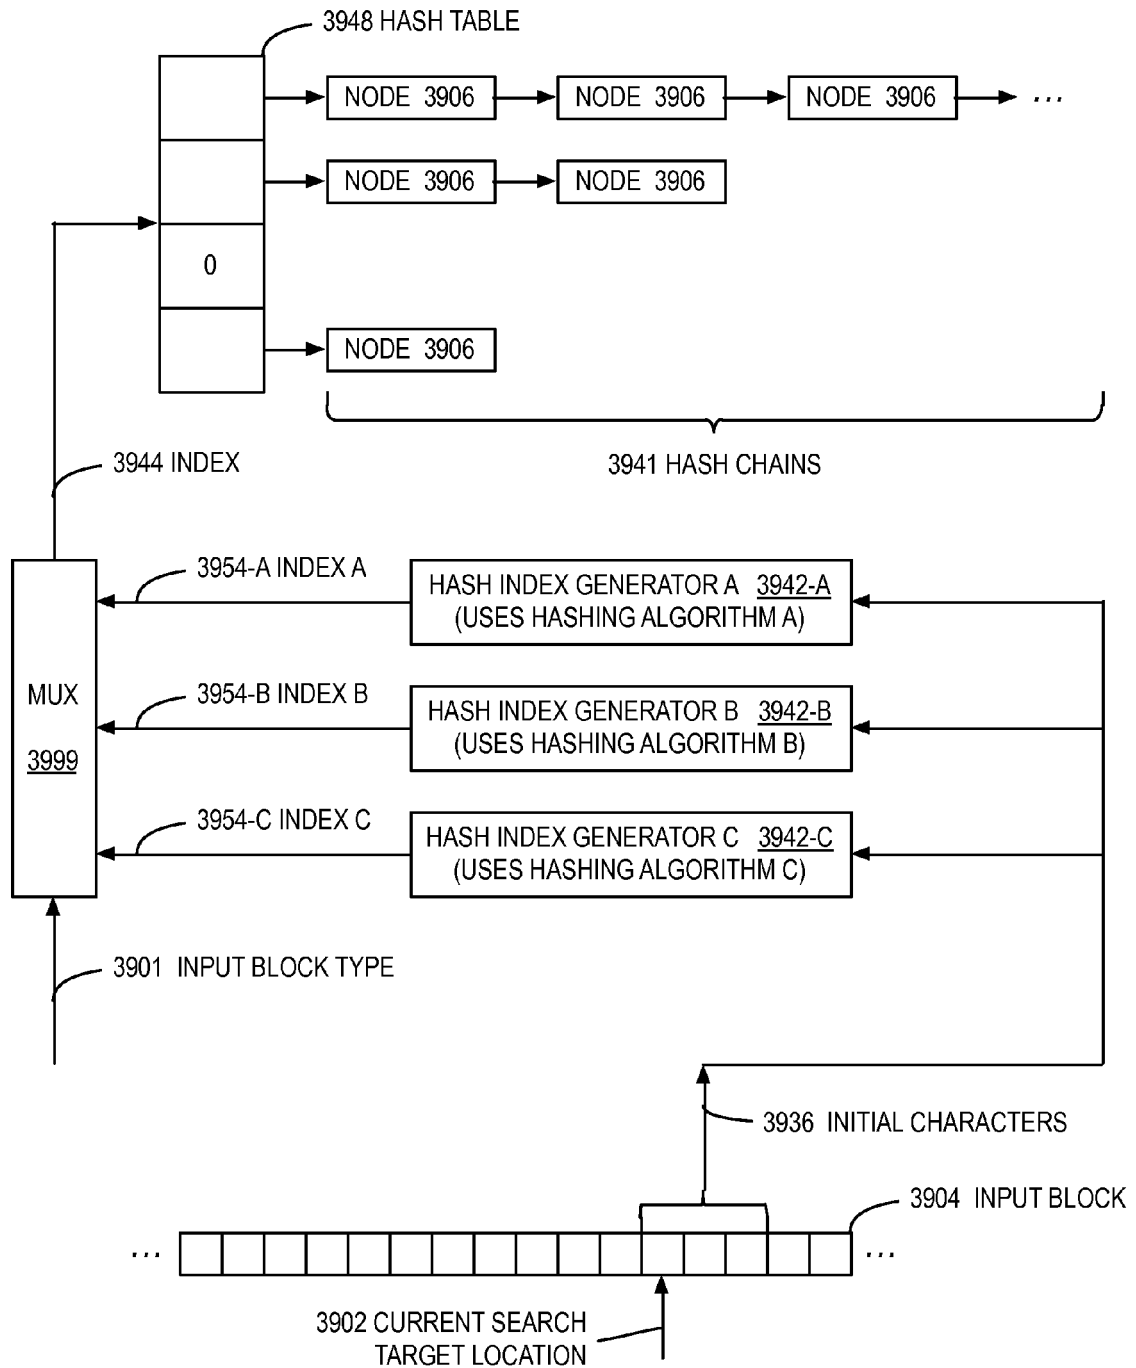 3948 HASH TABLE
NODE 3906
NODE 3906
NODE 3906
...
NODE 3906
NODE 3906
0
NODE 3906
3944 INDEX
3941 HASH CHAINS
3954-A INDEX A
HASH INDEX GENERATOR A 3942-A
(USES HASHING ALGORITHM A)
MUX
3999
3954-B INDEX B
HASH INDEX GENERATOR B 3942-B
(USES HASHING ALGORITHM B)
3954-C INDEX C
HASH INDEX GENERATOR C 3942-C
(USES HASHING ALGORITHM C)
3901 INPUT BLOCK TYPE
3936 INITIAL CHARACTERS
3904 INPUT BLOCK
...
...
3902 CURRENT SEARCH
TARGET LOCATION